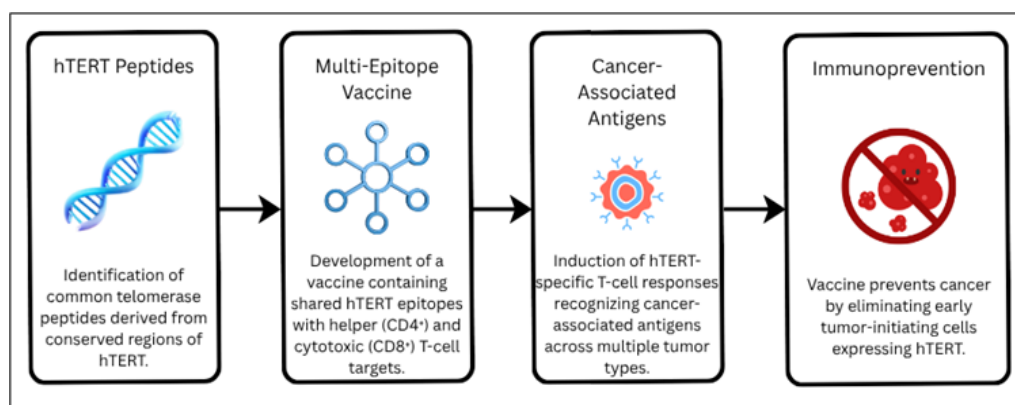 hTERT Peptides
Identification of
common telomerase
peptides derived from
conserved regions of
hTERT.
Multi-Epitope
Vaccine
Development of a
vaccine containing
shared hTERT epitopes
with helper (CD4⁺) and
cytotoxic (CD8⁺) T-cell
targets.
Cancer-
Associated
Antigens
Induction of hTERT-
specific T-cell responses
recognizing cancer-
associated antigens
across multiple tumor
types.
Immunoprevention
Vaccine prevents cancer
by eliminating early
tumor-initiating cells
expressing hTERT.